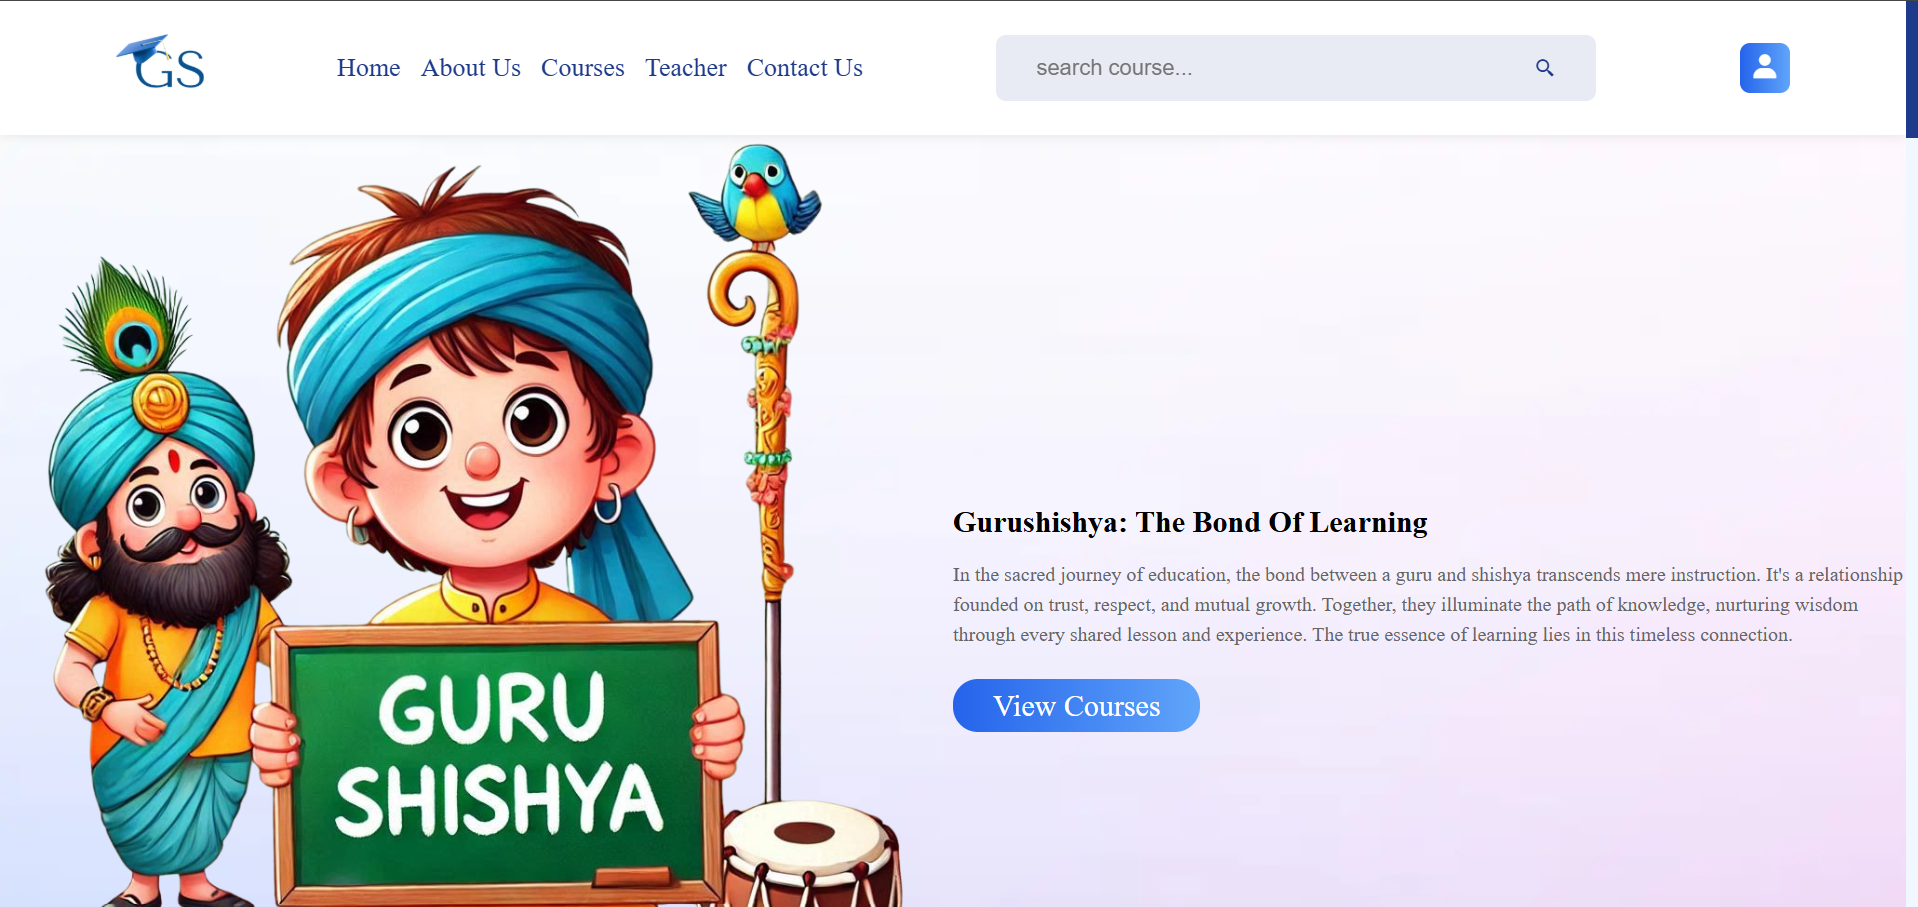 GS
Home About Us Courses Teacher Contact Us
search course...
GURU
SHISHYA
Gurushishya: The Bond Of Learning
In the sacred journey of education, the bond between a guru and shishya transcends mere instruction. It's a relationship
founded on trust, respect, and mutual growth. Together, they illuminate the path of knowledge, nurturing wisdom
through every shared lesson and experience. The true essence of learning lies in this timeless connection.
View Courses